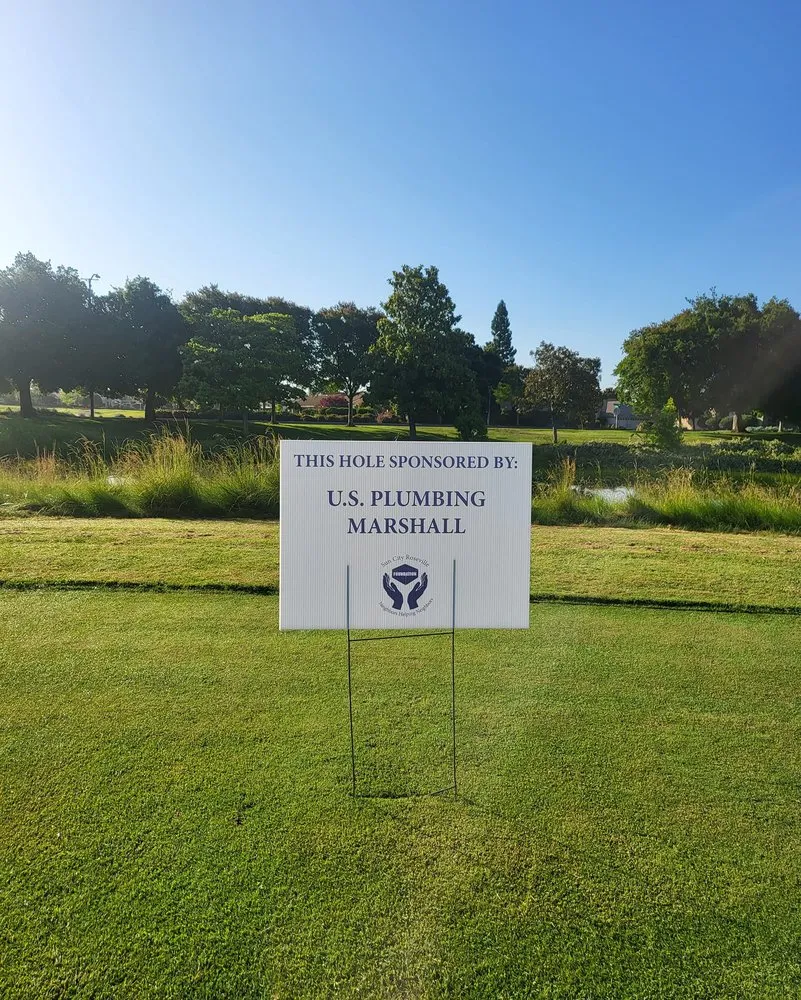 THIS HOLE SPONSORED BY:
U.S. PLUMBING
MARSHALL
Sun City Roseville
FOUNDATION
Neighbors Helping Neighbors